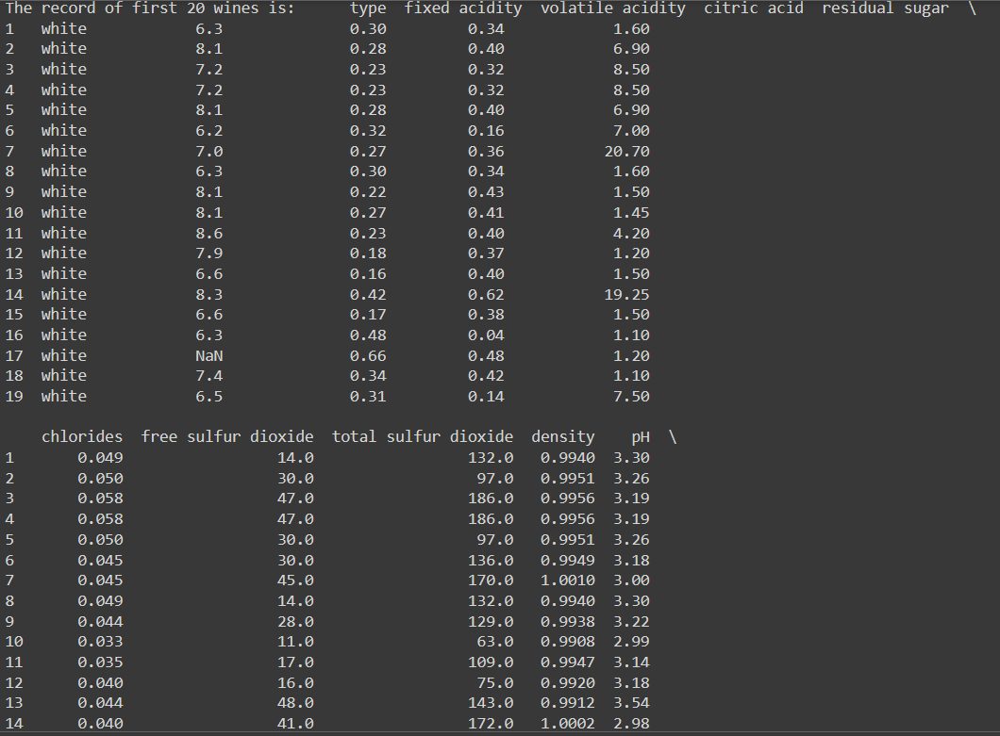 The record of first 20 wines is:      type  fixed acidity  volatile acidity  citric acid  residual sugar  \
1   white            6.3              0.30         0.34            1.60
2   white            8.1              0.28         0.40            6.90
3   white            7.2              0.23         0.32            8.50
4   white            7.2              0.23         0.32            8.50
5   white            8.1              0.28         0.40            6.90
6   white            6.2              0.32         0.16            7.00
7   white            7.0              0.27         0.36           20.70
8   white            6.3              0.30         0.34            1.60
9   white            8.1              0.22         0.43            1.50
10  white            8.1              0.27         0.41            1.45
11  white            8.6              0.23         0.40            4.20
12  white            7.9              0.18         0.37            1.20
13  white            6.6              0.16         0.40            1.50
14  white            8.3              0.42         0.62           19.25
15  white            6.6              0.17         0.38            1.50
16  white            6.3              0.48         0.04            1.10
17  white            NaN              0.66         0.48            1.20
18  white            7.4              0.34         0.42            1.10
19  white            6.5              0.31         0.14            7.50
    chlorides  free sulfur dioxide  total sulfur dioxide  density    pH  \
1       0.049                 14.0                 132.0   0.9940  3.30
2       0.050                 30.0                  97.0   0.9951  3.26
3       0.058                 47.0                 186.0   0.9956  3.19
4       0.058                 47.0                 186.0   0.9956  3.19
5       0.050                 30.0                  97.0   0.9951  3.26
6       0.045                 30.0                 136.0   0.9949  3.18
7       0.045                 45.0                 170.0   1.0010  3.00
8       0.049                 14.0                 132.0   0.9940  3.30
9       0.044                 28.0                 129.0   0.9938  3.22
10      0.033                 11.0                  63.0   0.9908  2.99
11      0.035                 17.0                 109.0   0.9947  3.14
12      0.040                 16.0                  75.0   0.9920  3.18
13      0.044                 48.0                 143.0   0.9912  3.54
14      0.040                 41.0                 172.0   1.0002  2.98